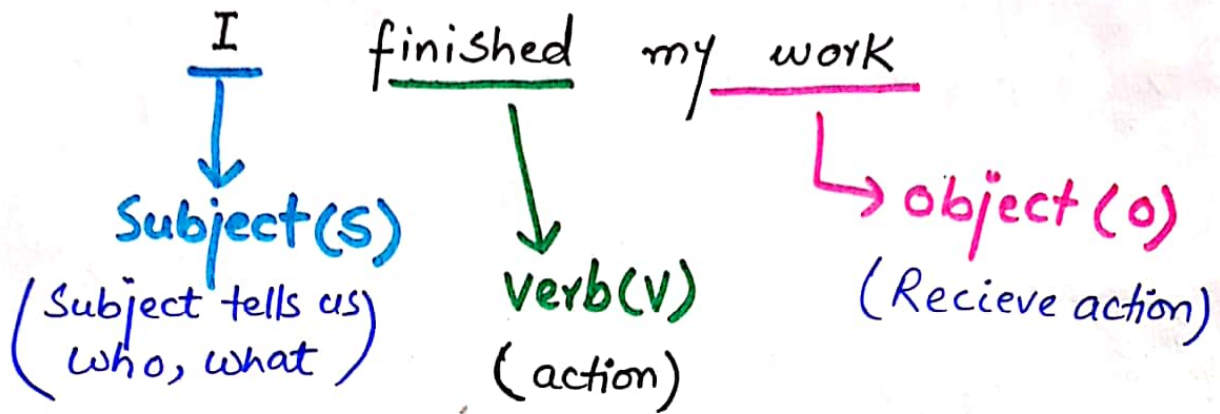 I finished my work
Subject(S)
object (o)
verb(v)
(Subject tells us
who, what)
(Recieve action)
(action)